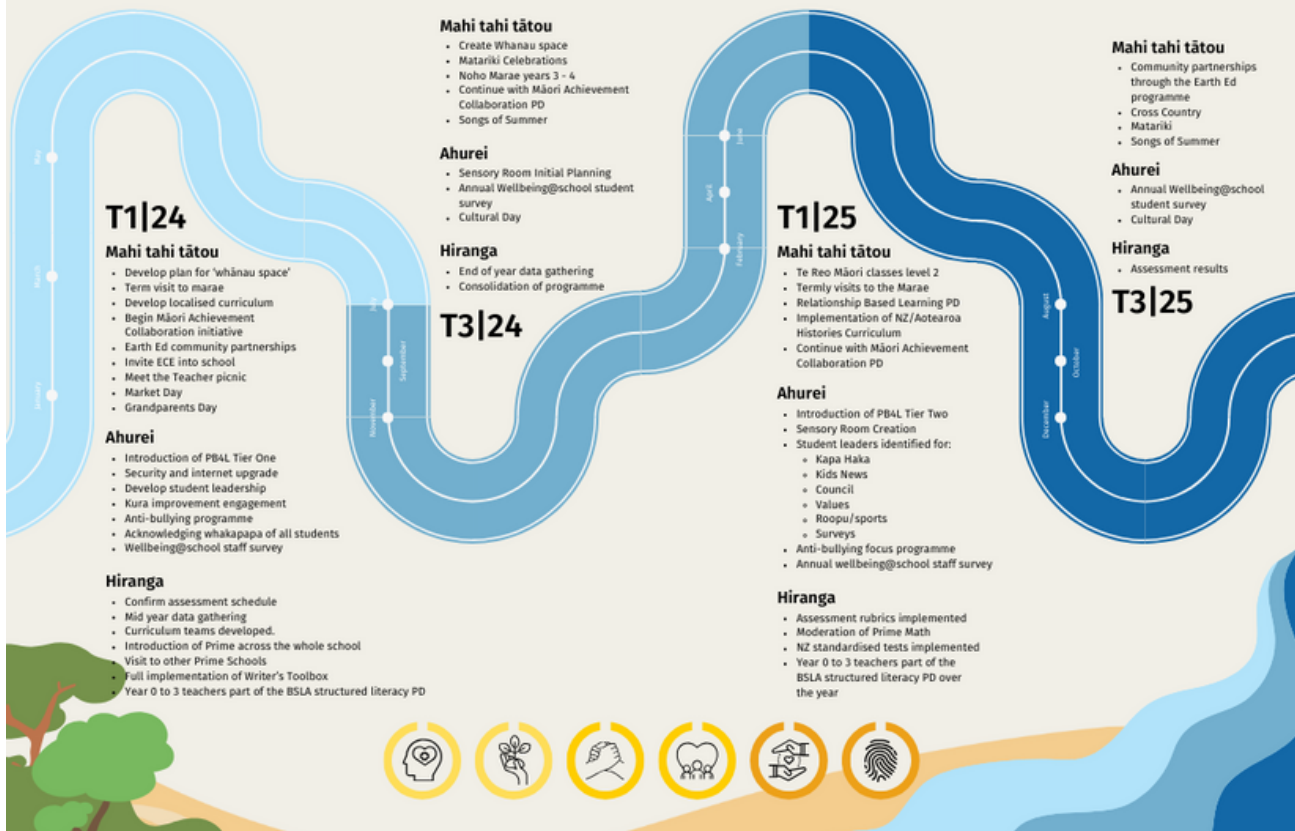 May
March
January
T1|24
Mahi tahi tātou
• Develop plan for 'whānau space'
• Term visit to marae
• Develop localised curriculum
• Begin Māori Achievement
Collaboration initiative
• Earth Ed community partnerships
• Invite ECE into school
• Meet the Teacher picnic
• Market Day
• Grandparents Day
Ahurei
• Introduction of PB4L Tier One
• Security and internet upgrade
• Develop student leadership
• Kura improvement engagement
• Anti-bullying programme
• Acknowledging whakapapa of all students
• Wellbeing@school staff survey
Hiranga
• Confirm assessment schedule
• Mid year data gathering
• Curriculum teams developed.
• Introduction of Prime across the whole school
• Visit to other Prime Schools
• Full implementation of Writer's Toolbox
• Year 0 to 3 teachers part of the BSLA structured literacy PD
July
September
November
Mahi tahi tātou
• Create Whanau space
• Matariki Celebrations
• Noho Marae years 3 - 4
• Continue with Māori Achievement
Collaboration PD
• Songs of Summer
Ahurei
• Sensory Room Initial Planning
• Annual Wellbeing@school student
survey
• Cultural Day
Hiranga
• End of year data gathering
• Consolidation of programme
T3|24
June
April
February
T1|25
Mahi tahi tātou
• Te Reo Māori classes level 2
• Termly visits to the Marae
• Relationship Based Learning PD
• Implementation of NZ/Aotearoa
Histories Curriculum
• Continue with Māori Achievement
Collaboration PD
Ahurei
• Introduction of PB4L Tier Two
• Sensory Room Creation
• Student leaders identified for:
◦ Kapa Haka
◦ Kids News
◦ Council
◦ Values
◦ Roopu/sports
◦ Surveys
• Anti-bullying focus programme
• Annual wellbeing@school staff survey
Hiranga
• Assessment rubrics implemented
• Moderation of Prime Math
• NZ standardised tests implemented
• Year 0 to 3 teachers part of the
BSLA structured literacy PD over
the year
August
October
December
Mahi tahi tātou
• Community partnerships
through the Earth Ed
programme
• Cross Country
• Matariki
• Songs of Summer
Ahurei
• Annual Wellbeing@school
student survey
• Cultural Day
Hiranga
• Assessment results
T3|25